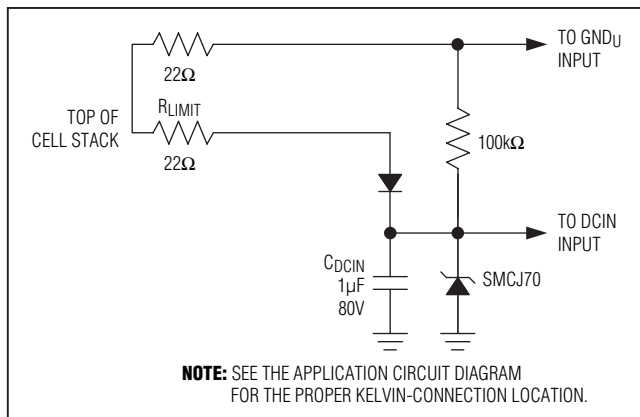 TO GNDU
INPUT
22Ω
TOP OF
CELL STACK
RLIMIT
22Ω
100kΩ
TO DCIN
INPUT
CDCIN
1µF
80V
SMCJ70
NOTE: SEE THE APPLICATION CIRCUIT DIAGRAM
FOR THE PROPER KELVIN-CONNECTION LOCATION.